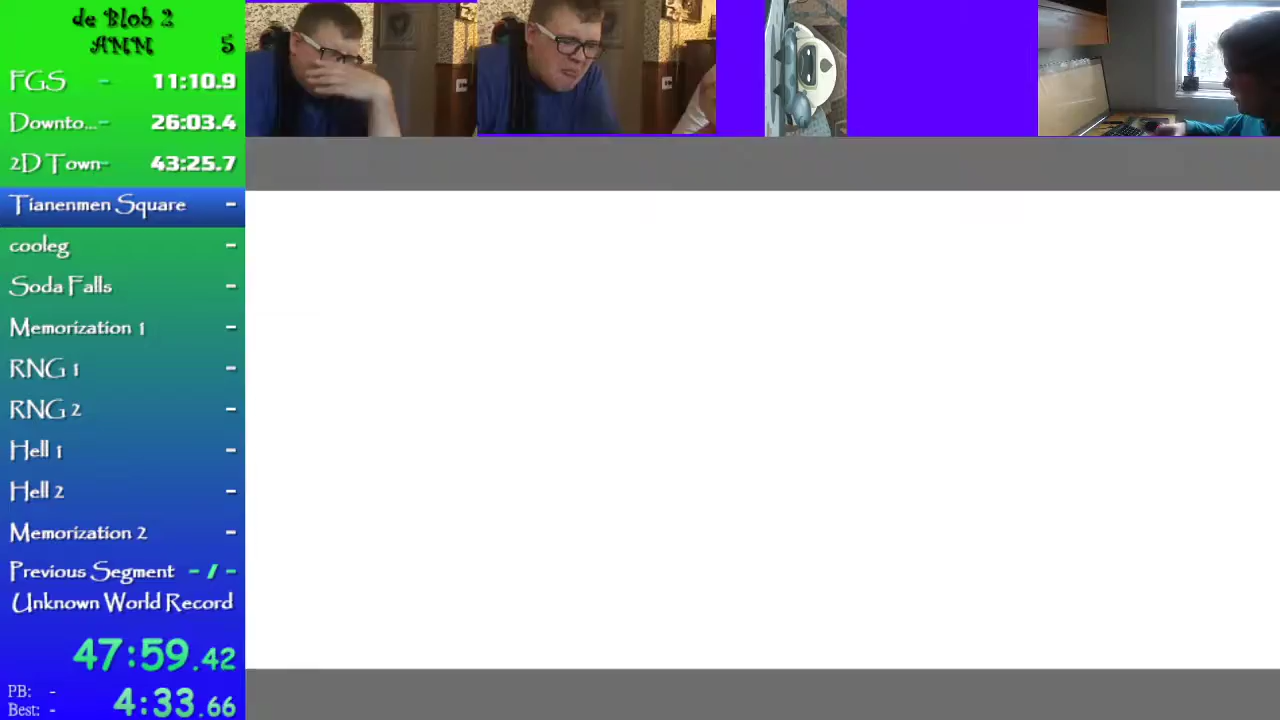 de Blob 2
AMM 5
FGS - 11:10.9
Downto...- 26:03.4
2D Town- 43:25.7
Tianenmen Square -
cooleg -
Soda Falls -
Memorization 1 -
RNG 1 -
RNG 2 -
Hell 1 -
Hell 2 -
Memorization 2 -
Previous Segment - / -
Unknown World Record
47:59.42
PB: -
Best: -
4:33.66